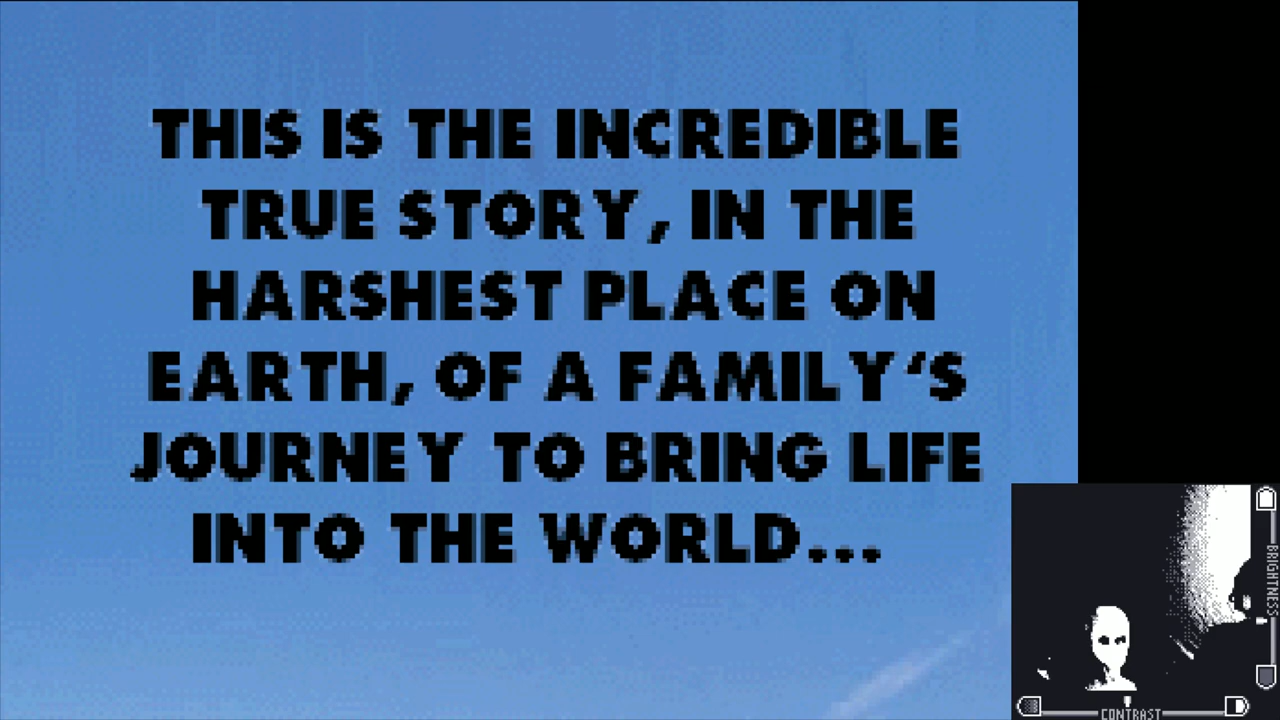 THIS IS THE INCREDIBLE
TRUE STORY, IN THE
HARSHEST PLACE ON
EARTH, OF A FAMILY‘S
JOURNEY TO BRING LIFE
INTO THE WORLD...
BRIGHTNESS
CONTRAST